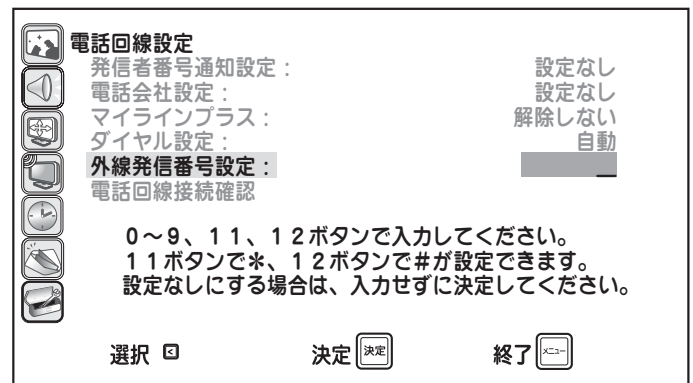 電話回線設定
発信者番号通知設定： 設定なし
電話会社設定： 設定なし
マイラインプラス： 解除しない
ダイヤル設定： 自動
外線発信番号設定： _
電話回線接続確認
０～９、１１、１２ボタンで入力してください。
１１ボタンで＊、１２ボタンで＃が設定できます。
設定なしにする場合は、入力せずに決定してください。
選択 決定 決定 終了 メニュー